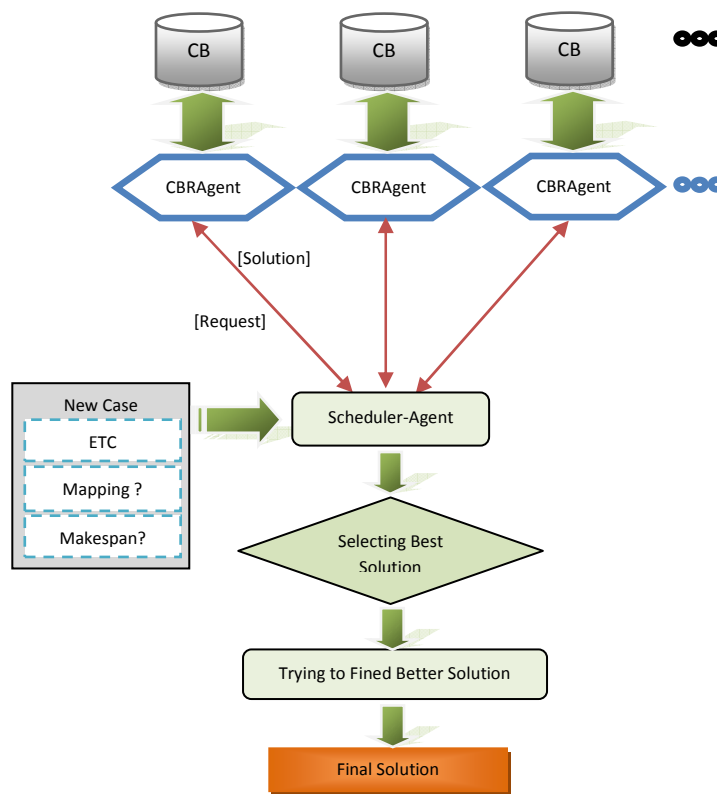 CB
CB
CB
CBRAgent
CBRAgent
CBRAgent
[Solution]
[Request]
New Case
ETC
Mapping ?
Makespan?
Scheduler-Agent
Selecting Best
Solution
Trying to Fined Better Solution
Final Solution